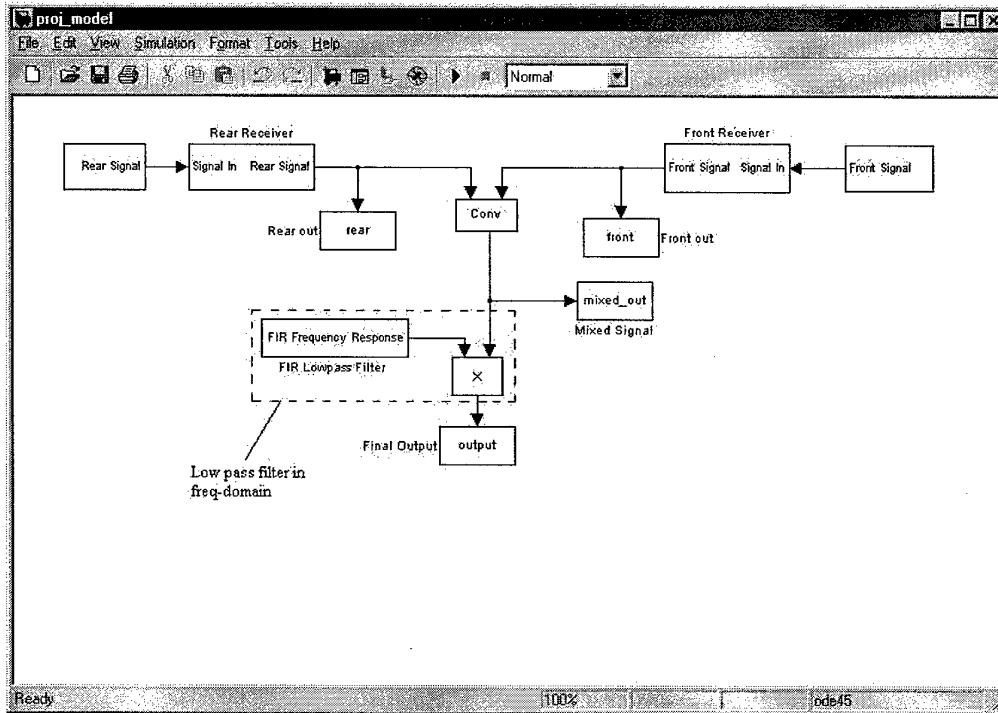 proj_model
File Edit View Simulation Format Tools Help
Normal
Rear Receiver
Front Receiver
Rear Signal
Signal In Rear Signal
Front Signal Signal In
Front Signal
Conv
Rear out
rear
front
Front out
mixed_out
Mixed Signal
FIR Frequency Response
FIR Lowpass Filter
×
Final Output
output
Low pass filter in
freq-domain
Ready
100%
ode45